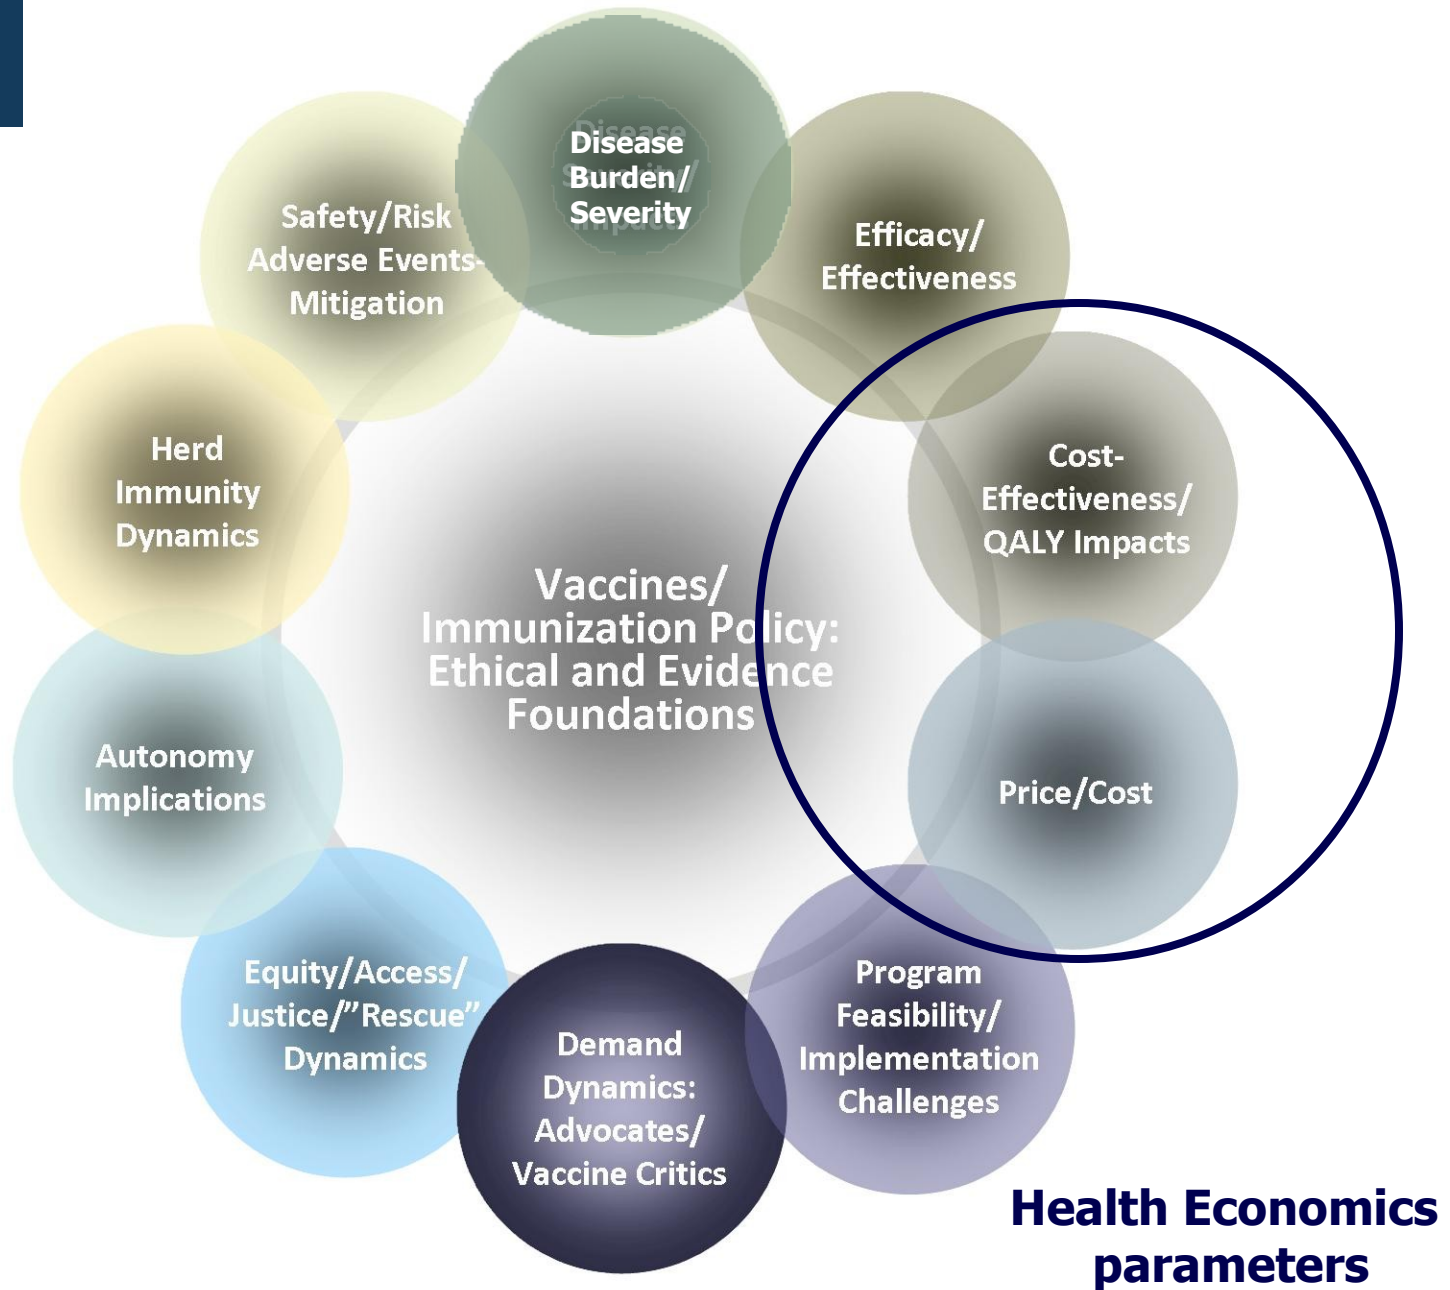 Disease
Burden/
Severity
Efficacy/
Effectiveness
Cost-
Effectiveness/
QALY Impacts
Price/Cost
Program
Feasibility/
Implementation
Challenges
Demand
Dynamics:
Advocates/
Vaccine Critics
Equity/Access/
Justice/”Rescue”
Dynamics
Autonomy
Implications
Herd
Immunity
Dynamics
Safety/Risk
Adverse Events-
Mitigation
Vaccines/
Immunization Policy:
Ethical and Evidence
Foundations
Health Economics
parameters